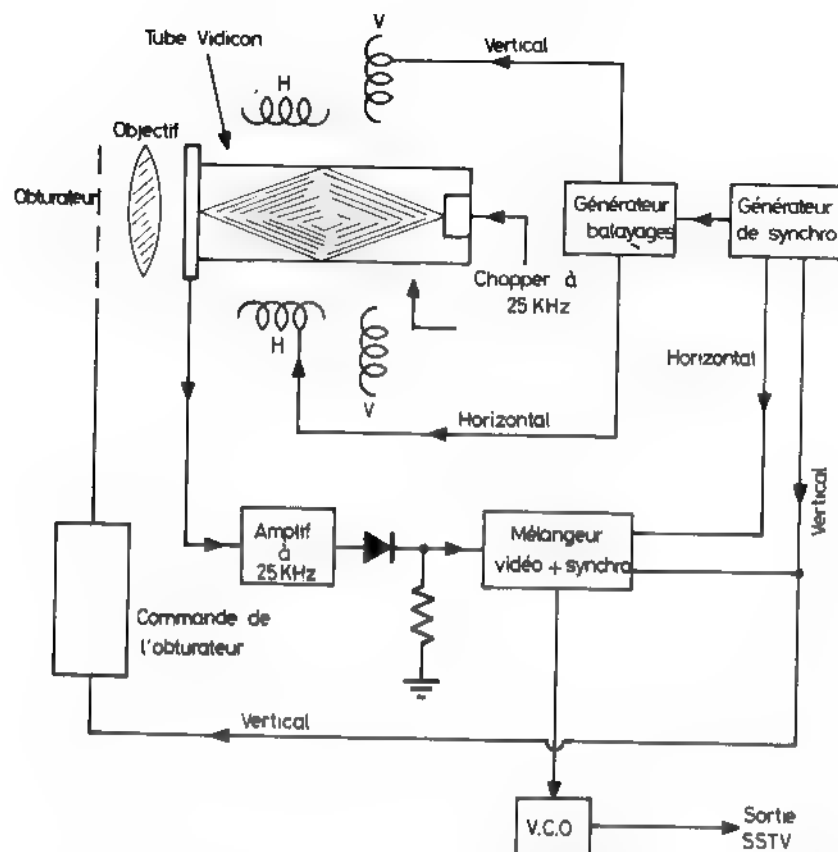 V
Tube Vidicon
Vertical
H
Objectif
Obturateur
Générateur
balayages
Générateur
de synchro
Chopper à
25 KHz
H
V
Horizontal
Horizontal
Vertical
Amplif
à
25 KHz
Mélangeur
vidéo + synchro
Commande de
l'obturateur
Vertical
V.C.O
Sortie
SSTV